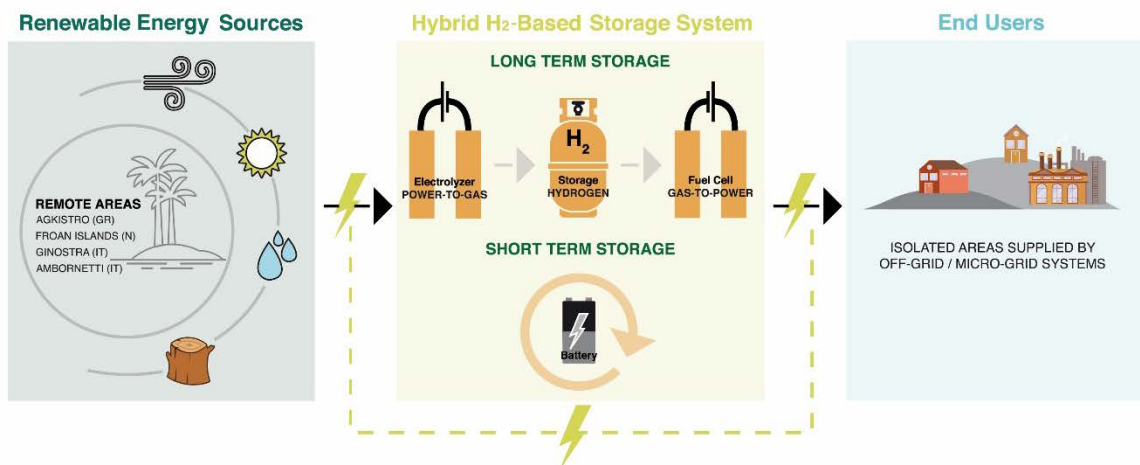 Renewable Energy Sources
REMOTE AREAS
AGKISTRO (GR)
FROAN ISLANDS (N)
GINOSTRA (IT)
AMBORNETTI (IT)
Hybrid H₂-Based Storage System
LONG TERM STORAGE
Electrolyzer
POWER-TO-GAS
H₂
Storage
HYDROGEN
Fuel Cell
GAS-TO-POWER
SHORT TERM STORAGE
Battery
End Users
ISOLATED AREAS SUPPLIED BY
OFF-GRID / MICRO-GRID SYSTEMS